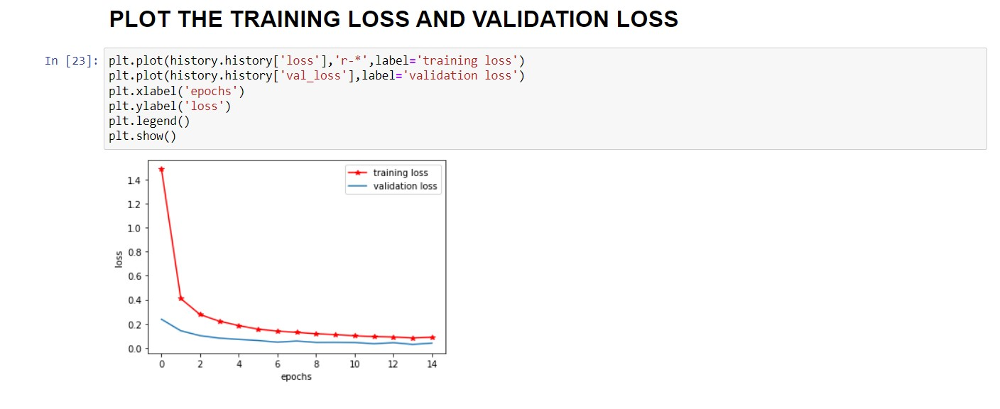 PLOT THE TRAINING LOSS AND VALIDATION LOSS
In [23]: plt.plot(history.history['loss'],'r-*',label='training loss')
plt.plot(history.history['val_loss'],label='validation loss')
plt.xlabel('epochs')
plt.ylabel('loss')
plt.legend()
plt.show()
training loss
validation loss
1.4
1.2
1.0
0.8
0.6
0.4
0.2
0.0
loss
0 2 4 6 8 10 12 14
epochs